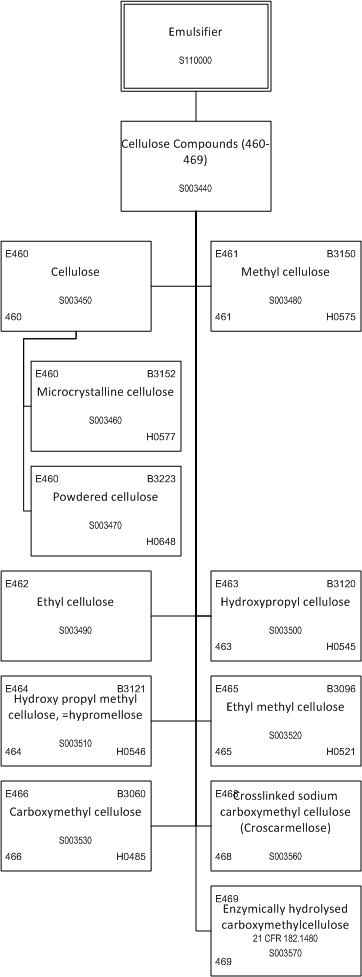 Emulsifier
S110000
Cellulose Compounds (460-
469)
S003440
E460
Cellulose
S003450
460
E461 B3150
Methyl cellulose
S003480
461 H0575
E460 B3152
Microcrystalline cellulose
S003460
H0577
E460 B3223
Powdered cellulose
S003470
H0648
E462
Ethyl cellulose
S003490
E463 B3120
Hydroxypropyl cellulose
S003500
463 H0545
E464 B3121
Hydroxy propyl methyl
cellulose, =hypromellose
S003510
464 H0546
E465 B3096
Ethyl methyl cellulose
S003520
465 H0521
E466 B3060
Carboxymethyl cellulose
S003530
466 H0485
E468
Crosslinked sodium
carboxymethyl cellulose
(Croscarmellose)
468 S003560
E469
Enzymically hydrolysed
carboxymethylcellulose
21 CFR 182.1480
S003570
469